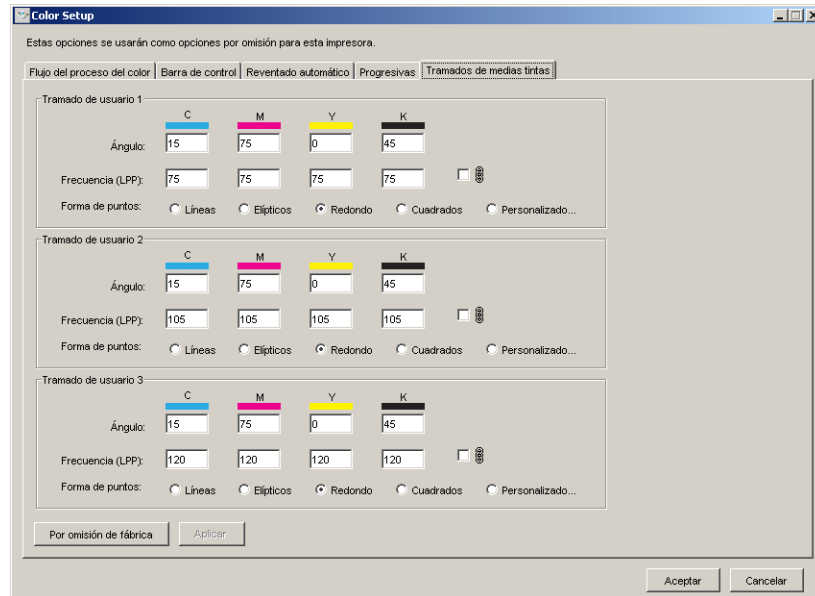 Color Setup
Estas opciones se usarán como opciones por omisión para esta impresora.
Flujo del proceso del color Barra de control Reventado automático Progresivas Tramados de medias tintas
Tramado de usuario 1
C M Y K
Ángulo: 15 75 0 45
Frecuencia (LPP): 75 75 75 75
Forma de puntos: Líneas Elípticos Redondo Cuadrados Personalizado...
Tramado de usuario 2
C M Y K
Ángulo: 15 75 0 45
Frecuencia (LPP): 105 105 105 105
Forma de puntos: Líneas Elípticos Redondo Cuadrados Personalizado...
Tramado de usuario 3
C M Y K
Ángulo: 15 75 0 45
Frecuencia (LPP): 120 120 120 120
Forma de puntos: Líneas Elípticos Redondo Cuadrados Personalizado...
Por omisión de fábrica Aplicar
Aceptar Cancelar